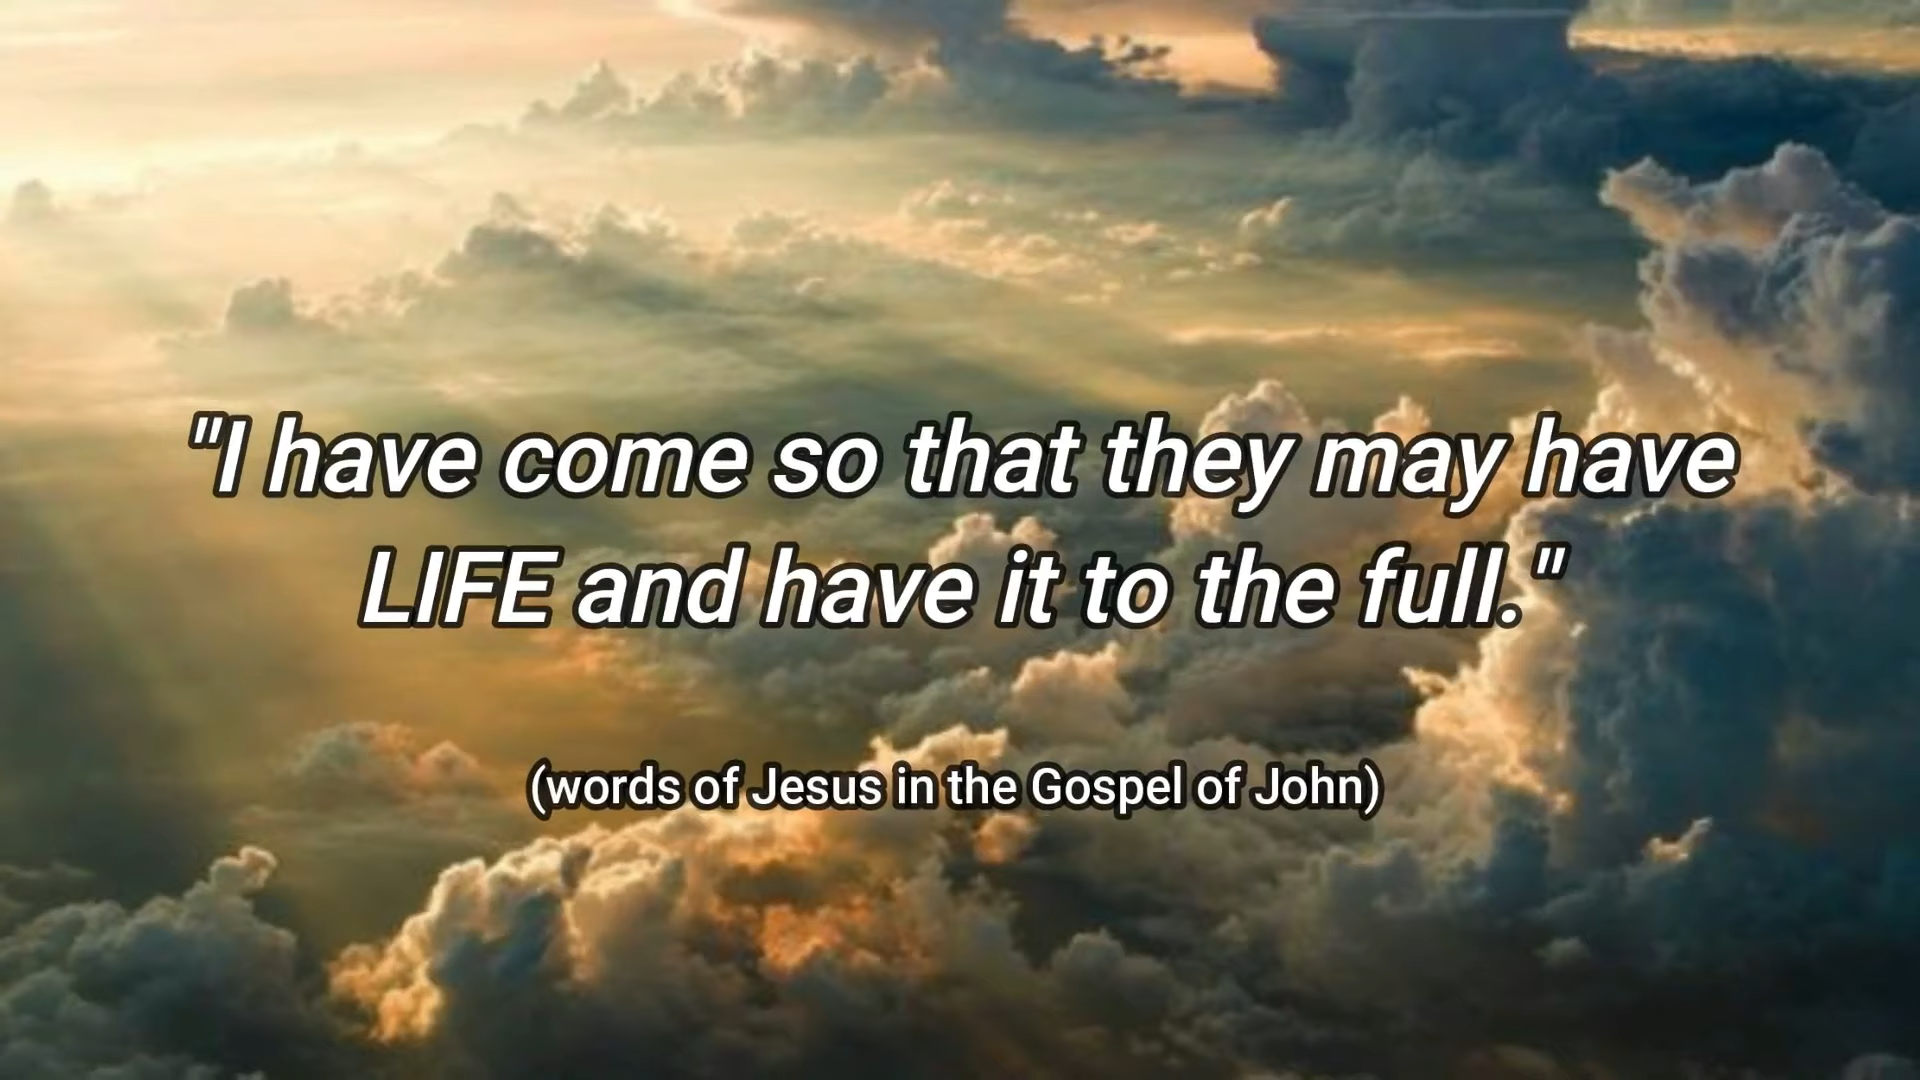 "I have come so that they may have
LIFE and have it to the full."
(words of Jesus in the Gospel of John)